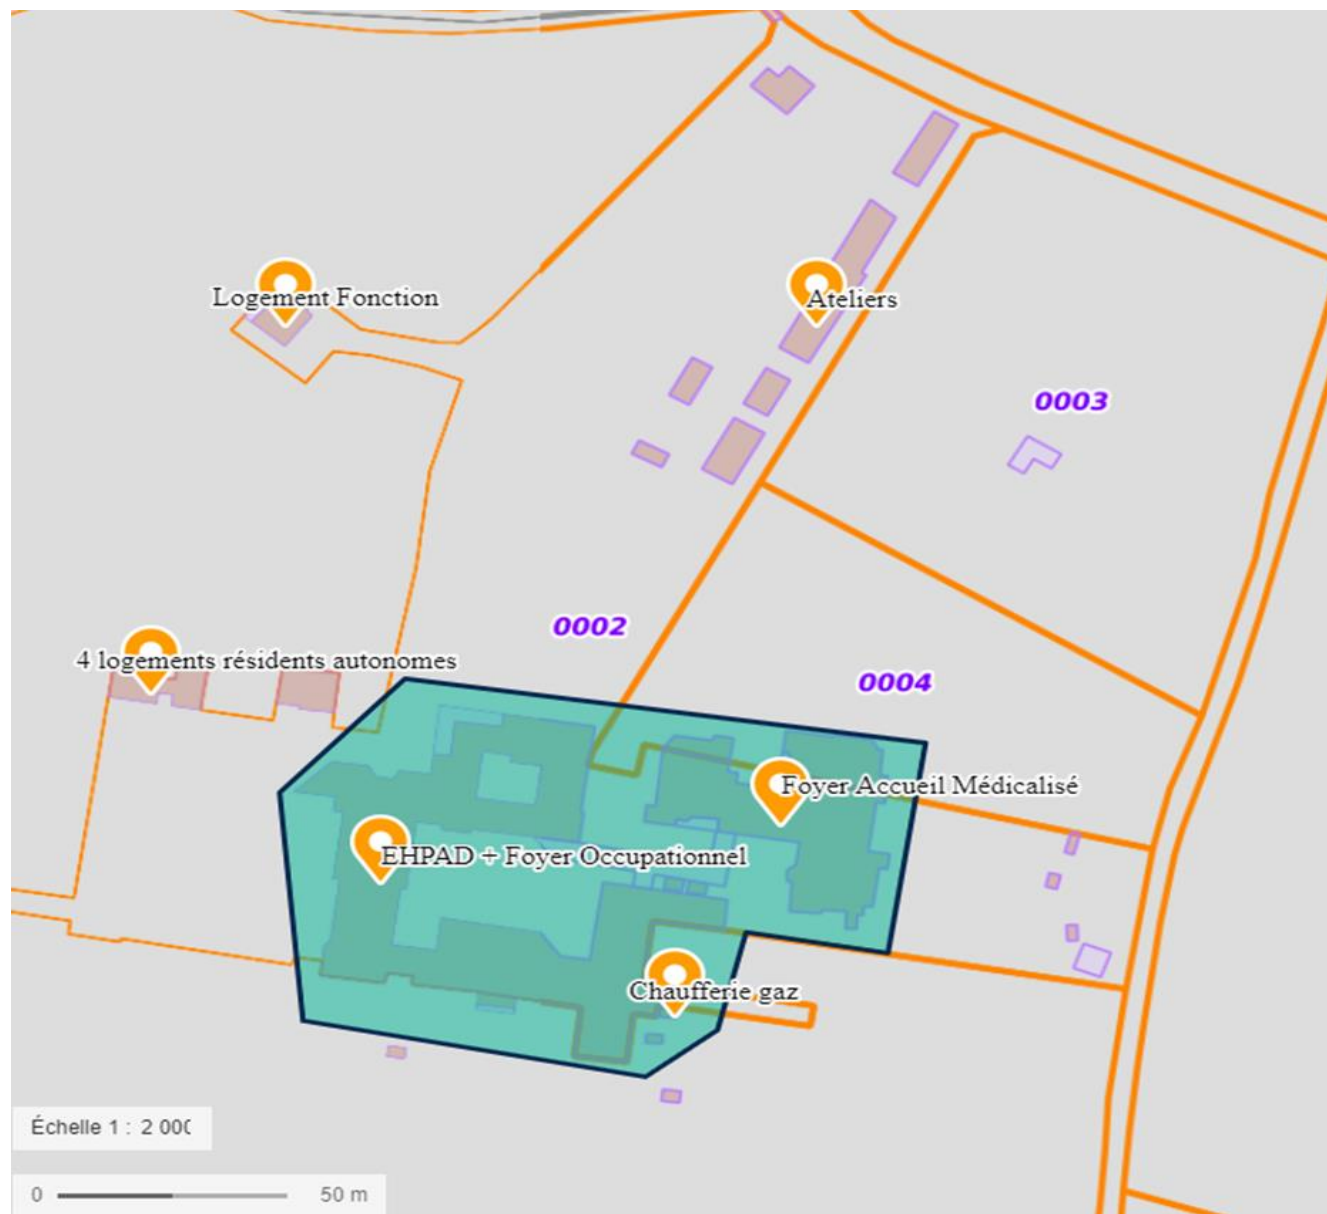 Logement Fonction
Ateliers
0003
0002
4 logements résidents autonomes
0004
Foyer Accueil Médicalisé
EHPAD + Foyer Occupationnel
Chaufferie gaz
Échelle 1 : 2 000
0 50 m